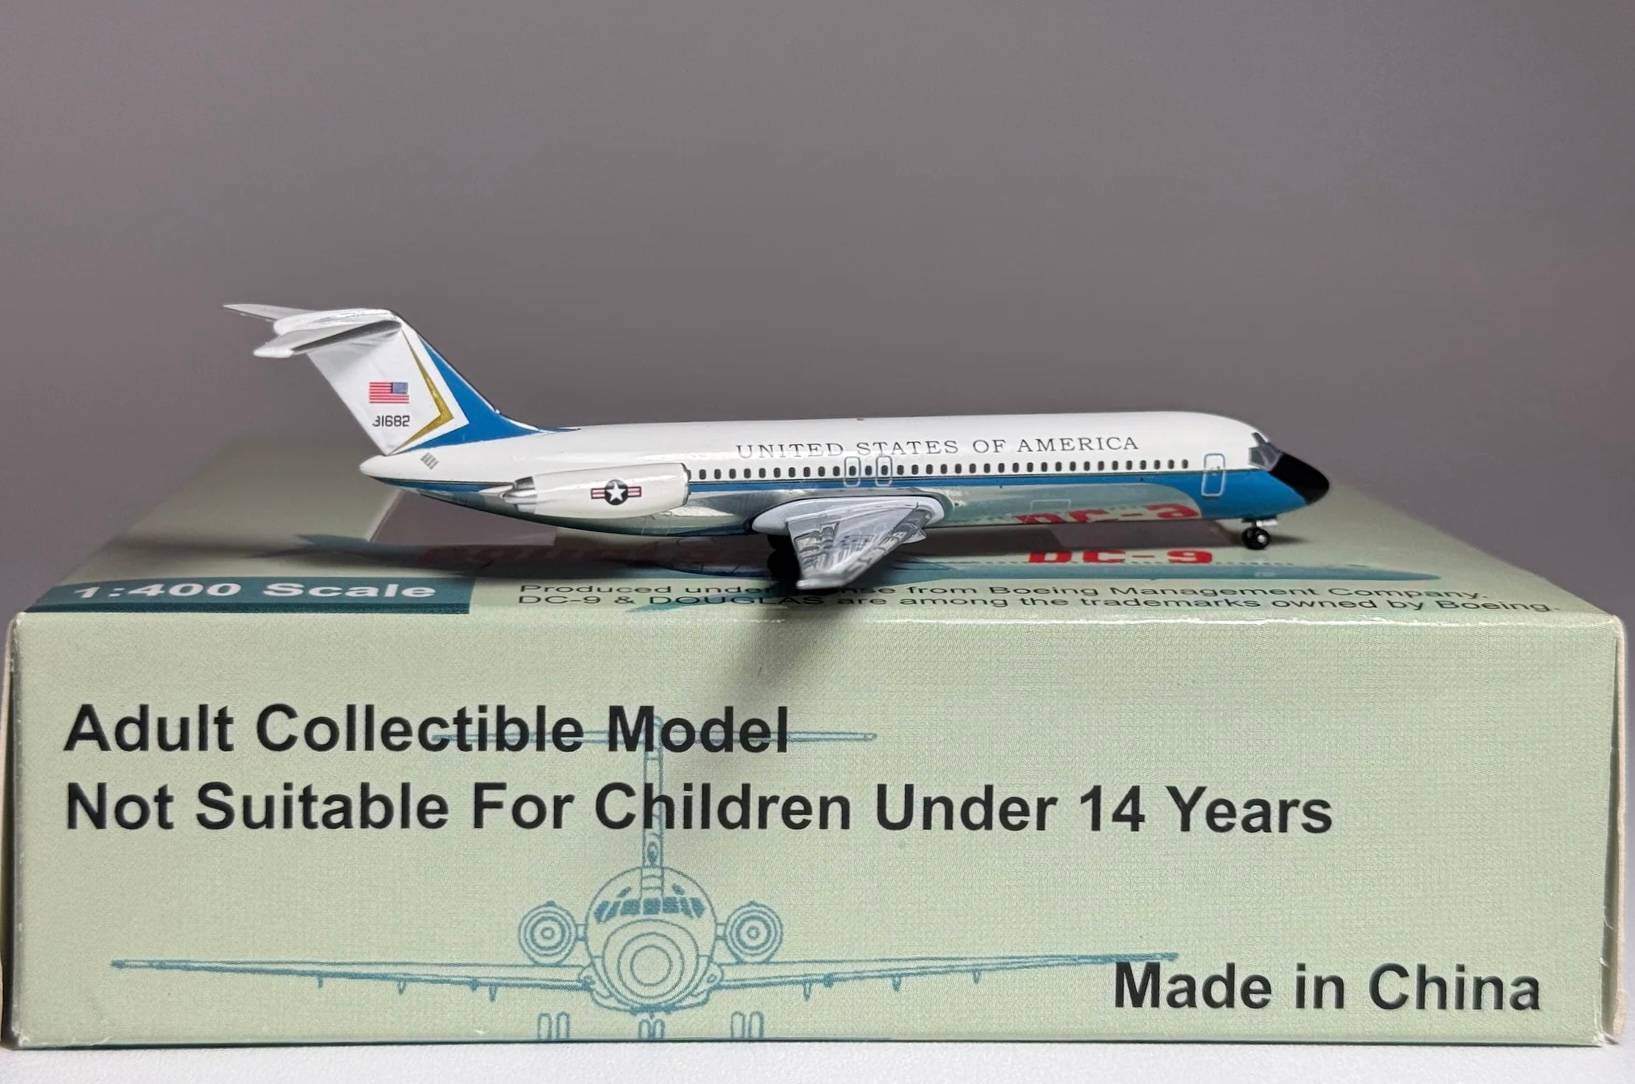 31682
UNITED STATES OF AMERICA
DC-9
1:400 Scale
Produced under from Boeing Management Company.
DC-9 & DOUGLAS are among the trademarks owned by Boeing.
Adult Collectible Model
Not Suitable For Children Under 14 Years
Made in China